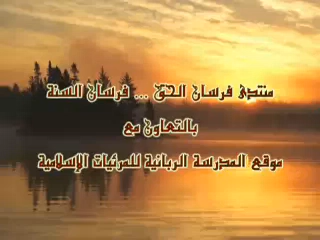 منتدى فرسان الحق ... فرسان السنة
بالتعاون مع
موقع المدرسة الربانية للمرئيات الإسلامية